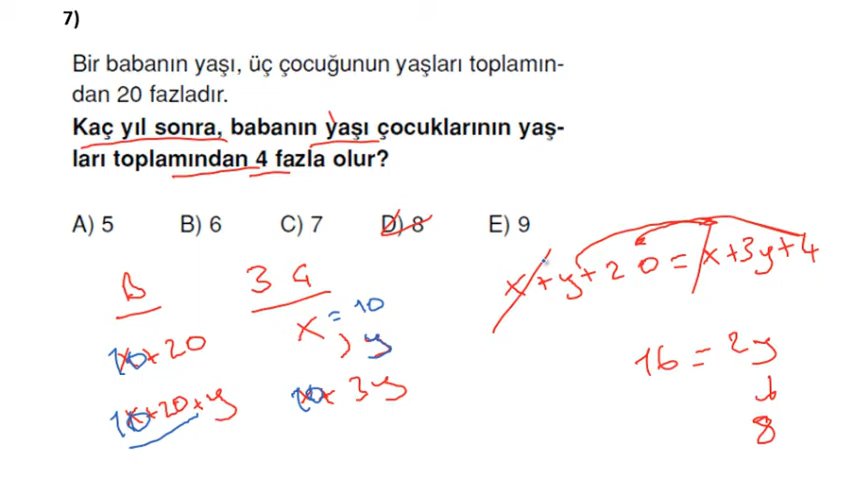 7)
Bir babanın yaşı, üç çocuğunun yaşları toplamın-
dan 20 fazladır.
Kaç yıl sonra, babanın yaşı çocuklarının yaş-
ları toplamından 4 fazla olur?
A) 5 B) 6 C) 7 D) 8 E) 9
x+y+20=x+3y+4
B 3
x = 10
x+20 y
16 = 2y
x+20+y x+3y
8